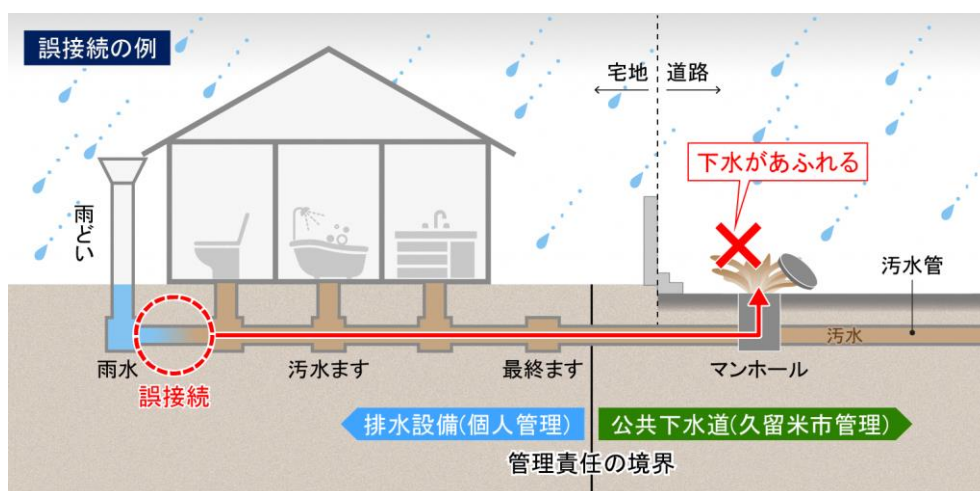 誤接続の例
宅地
道路
下水があふれる
雨どい
汚水管
汚水
雨水
汚水ます
最終ます
マンホール
誤接続
排水設備(個人管理)
公共下水道(久留米市管理)
管理責任の境界